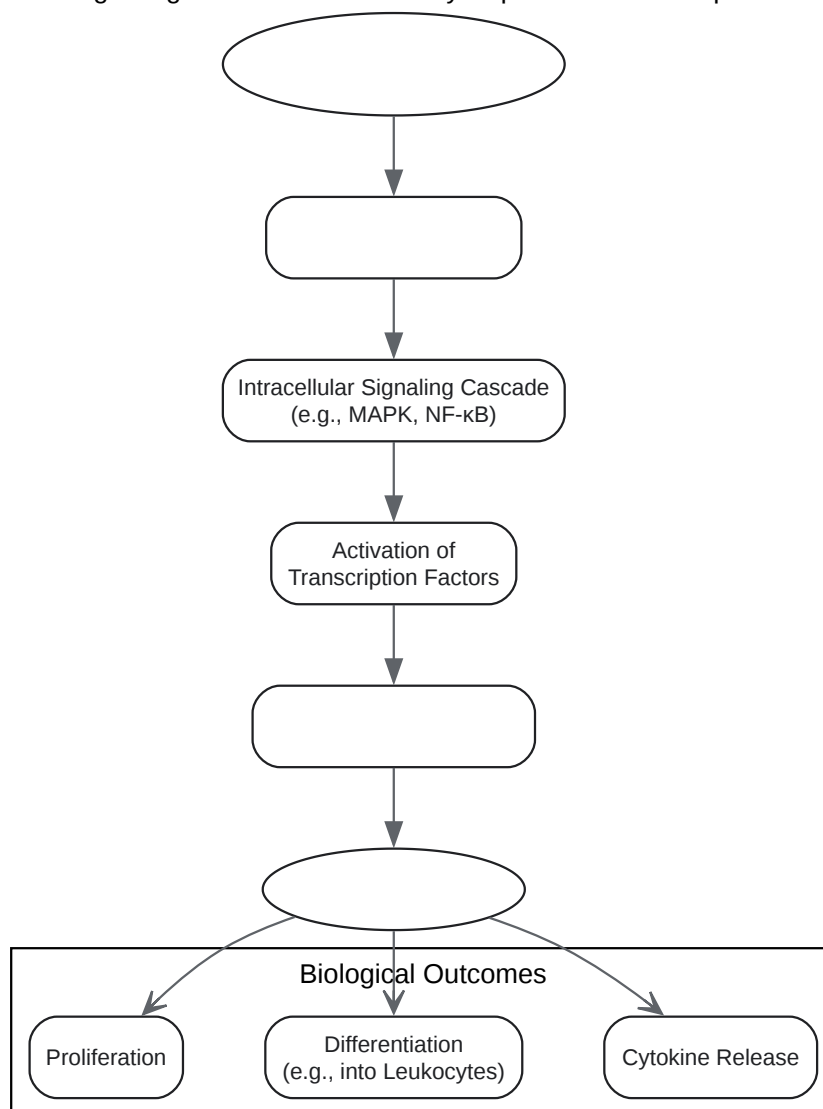 Intracellular Signaling Cascade
(e.g., MAPK, NF-κB)
Activation of
Transcription Factors
Biological Outcomes
Proliferation
Differentiation
(e.g., into Leukocytes)
Cytokine Release